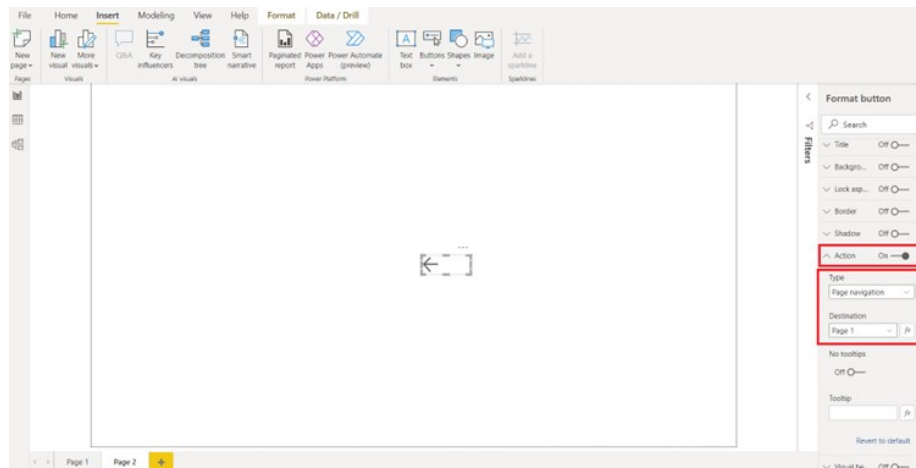 File Home Insert Modeling View Help Format Data / Drill
New page
New visual
More visuals
Q&A
Key influencers
Decomposition tree
Smart narrative
Paginated report
Power Apps
Power Automate (preview)
Text box
Buttons
Shapes
Image
Add a sparkline
Pages Visuals AI visuals Power Platform Elements Sparklines
Filters
Format button
Search
Title Off
Backgro... Off
Lock asp... Off
Border Off
Shadow Off
Action On
Type
Page navigation
Destination
Page 1 fx
No tooltips
Off
Tooltip
fx
Revert to default
Visual he... Off
Page 1 Page 2 +